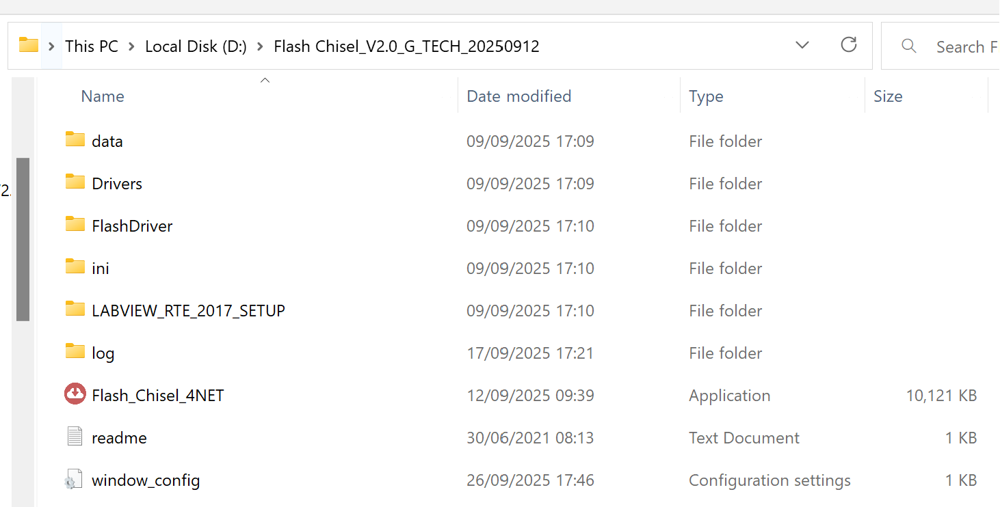 This PC > Local Disk (D:) > Flash Chisel_V2.0_G_TECH_20250912
Search F
Name Date modified Type Size
data 09/09/2025 17:09 File folder
Drivers 09/09/2025 17:09 File folder
2.
FlashDriver 09/09/2025 17:10 File folder
ini 09/09/2025 17:10 File folder
LABVIEW_RTE_2017_SETUP 09/09/2025 17:10 File folder
log 17/09/2025 17:21 File folder
Flash_Chisel_4NET 12/09/2025 09:39 Application 10,121 KB
readme 30/06/2021 08:13 Text Document 1 KB
window_config 26/09/2025 17:46 Configuration settings 1 KB